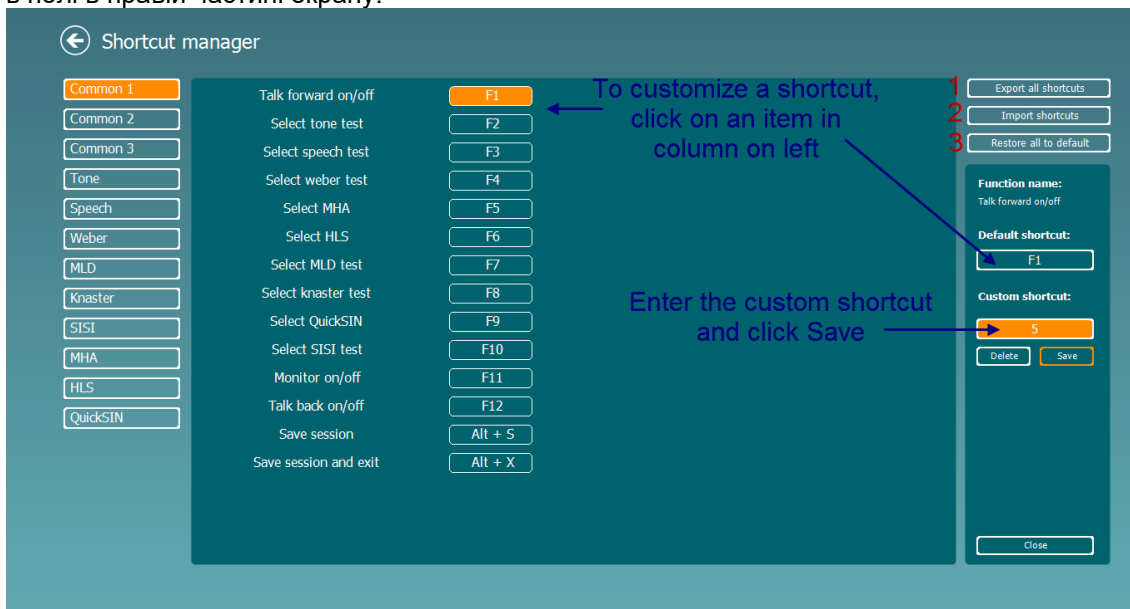 в полі в правій частині екрану.
Shortcut manager
Common 1
Common 2
Common 3
Tone
Speech
Weber
MLD
Knaster
SISI
MHA
HLS
QuickSIN
Talk forward on/off F1
Select tone test F2
Select speech test F3
Select weber test F4
Select MHA F5
Select HLS F6
Select MLD test F7
Select knaster test F8
Select QuickSIN F9
Select SISI test F10
Monitor on/off F11
Talk back on/off F12
Save session Alt + S
Save session and exit Alt + X
To customize a shortcut,
click on an item in
column on left
Enter the custom shortcut
and click Save
1 Export all shortcuts
2 Import shortcuts
3 Restore all to default
Function name:
Talk forward on/off
Default shortcut:
F1
Custom shortcut:
5
Delete Save
Close